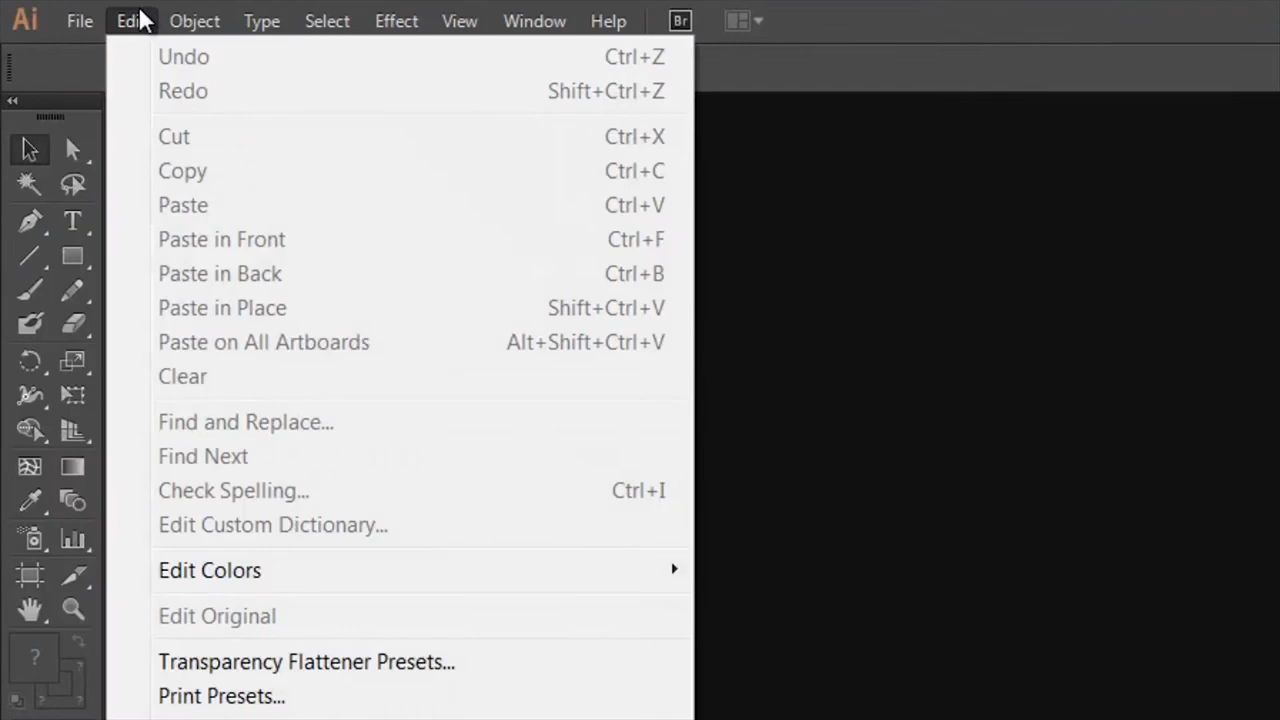 Ai File Edit Object Type Select Effect View Window Help Br
Undo Ctrl+Z
Redo Shift+Ctrl+Z
Cut Ctrl+X
Copy Ctrl+C
Paste Ctrl+V
Paste in Front Ctrl+F
Paste in Back Ctrl+B
Paste in Place Shift+Ctrl+V
Paste on All Artboards Alt+Shift+Ctrl+V
Clear
Find and Replace...
Find Next
Check Spelling... Ctrl+I
Edit Custom Dictionary...
Edit Colors
Edit Original
Transparency Flattener Presets...
Print Presets...